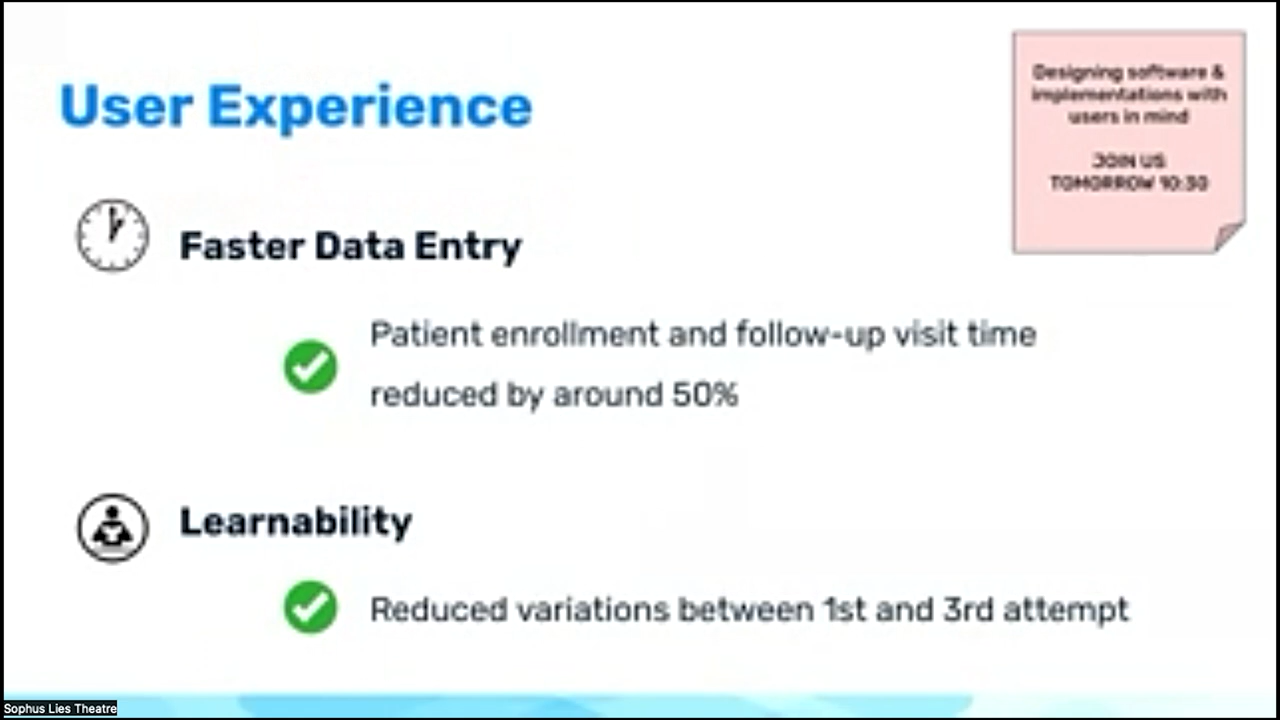 User Experience
Designing software &
implementations with
users in mind
JOIN US
TOMORROW 10:30
Faster Data Entry
Patient enrollment and follow-up visit time
reduced by around 50%
Learnability
Reduced variations between 1st and 3rd attempt
Sophus Lies Theatre